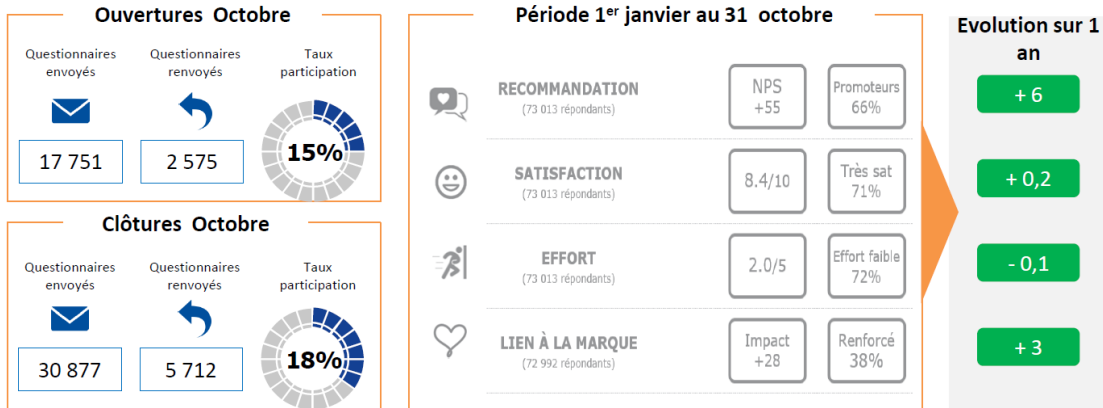 Ouvertures Octobre
Questionnaires
envoyés
Questionnaires
renvoyés
Taux
participation
17 751
2 575
15%
Clôtures Octobre
Questionnaires
envoyés
Questionnaires
renvoyés
Taux
participation
30 877
5 712
18%
Période 1er janvier au 31 octobre
RECOMMANDATION
(73 013 répondants)
NPS
+55
Promoteurs
66%
SATISFACTION
(73 013 répondants)
8.4/10
Très sat
71%
EFFORT
(73 013 répondants)
2.0/5
Effort faible
72%
LIEN À LA MARQUE
(72 992 répondants)
Impact
+28
Renforcé
38%
Evolution sur 1
an
+ 6
+ 0,2
- 0,1
+ 3